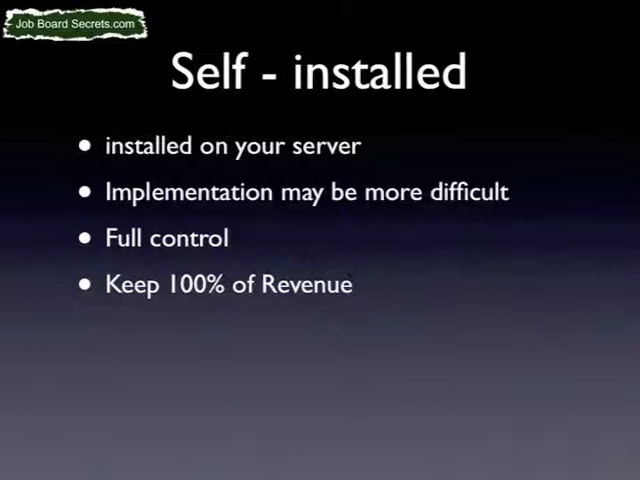 Job Board Secrets.com
Self - installed
• installed on your server
• Implementation may be more difficult
• Full control
• Keep 100% of Revenue